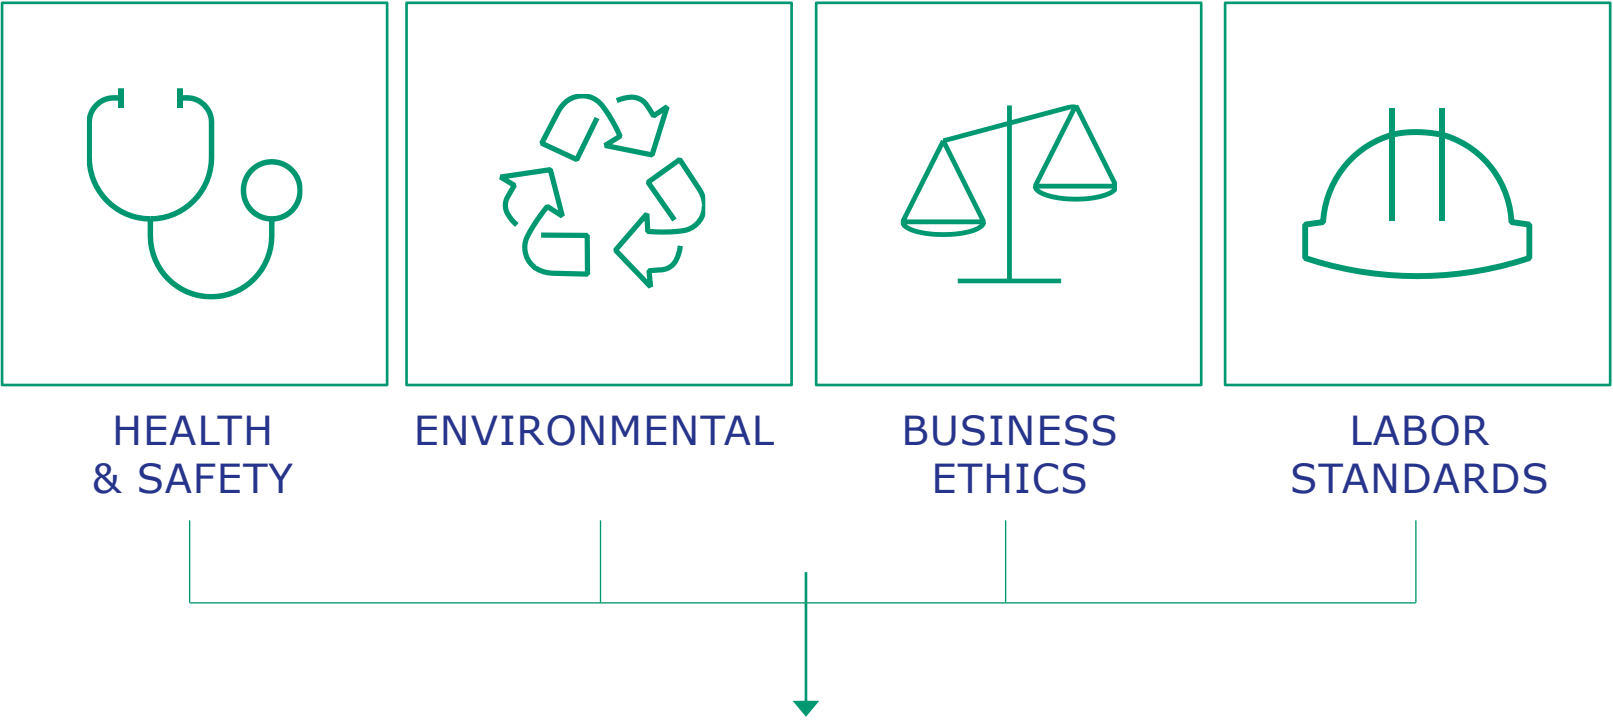 HEALTH
& SAFETY
ENVIRONMENTAL
BUSINESS
ETHICS
LABOR
STANDARDS